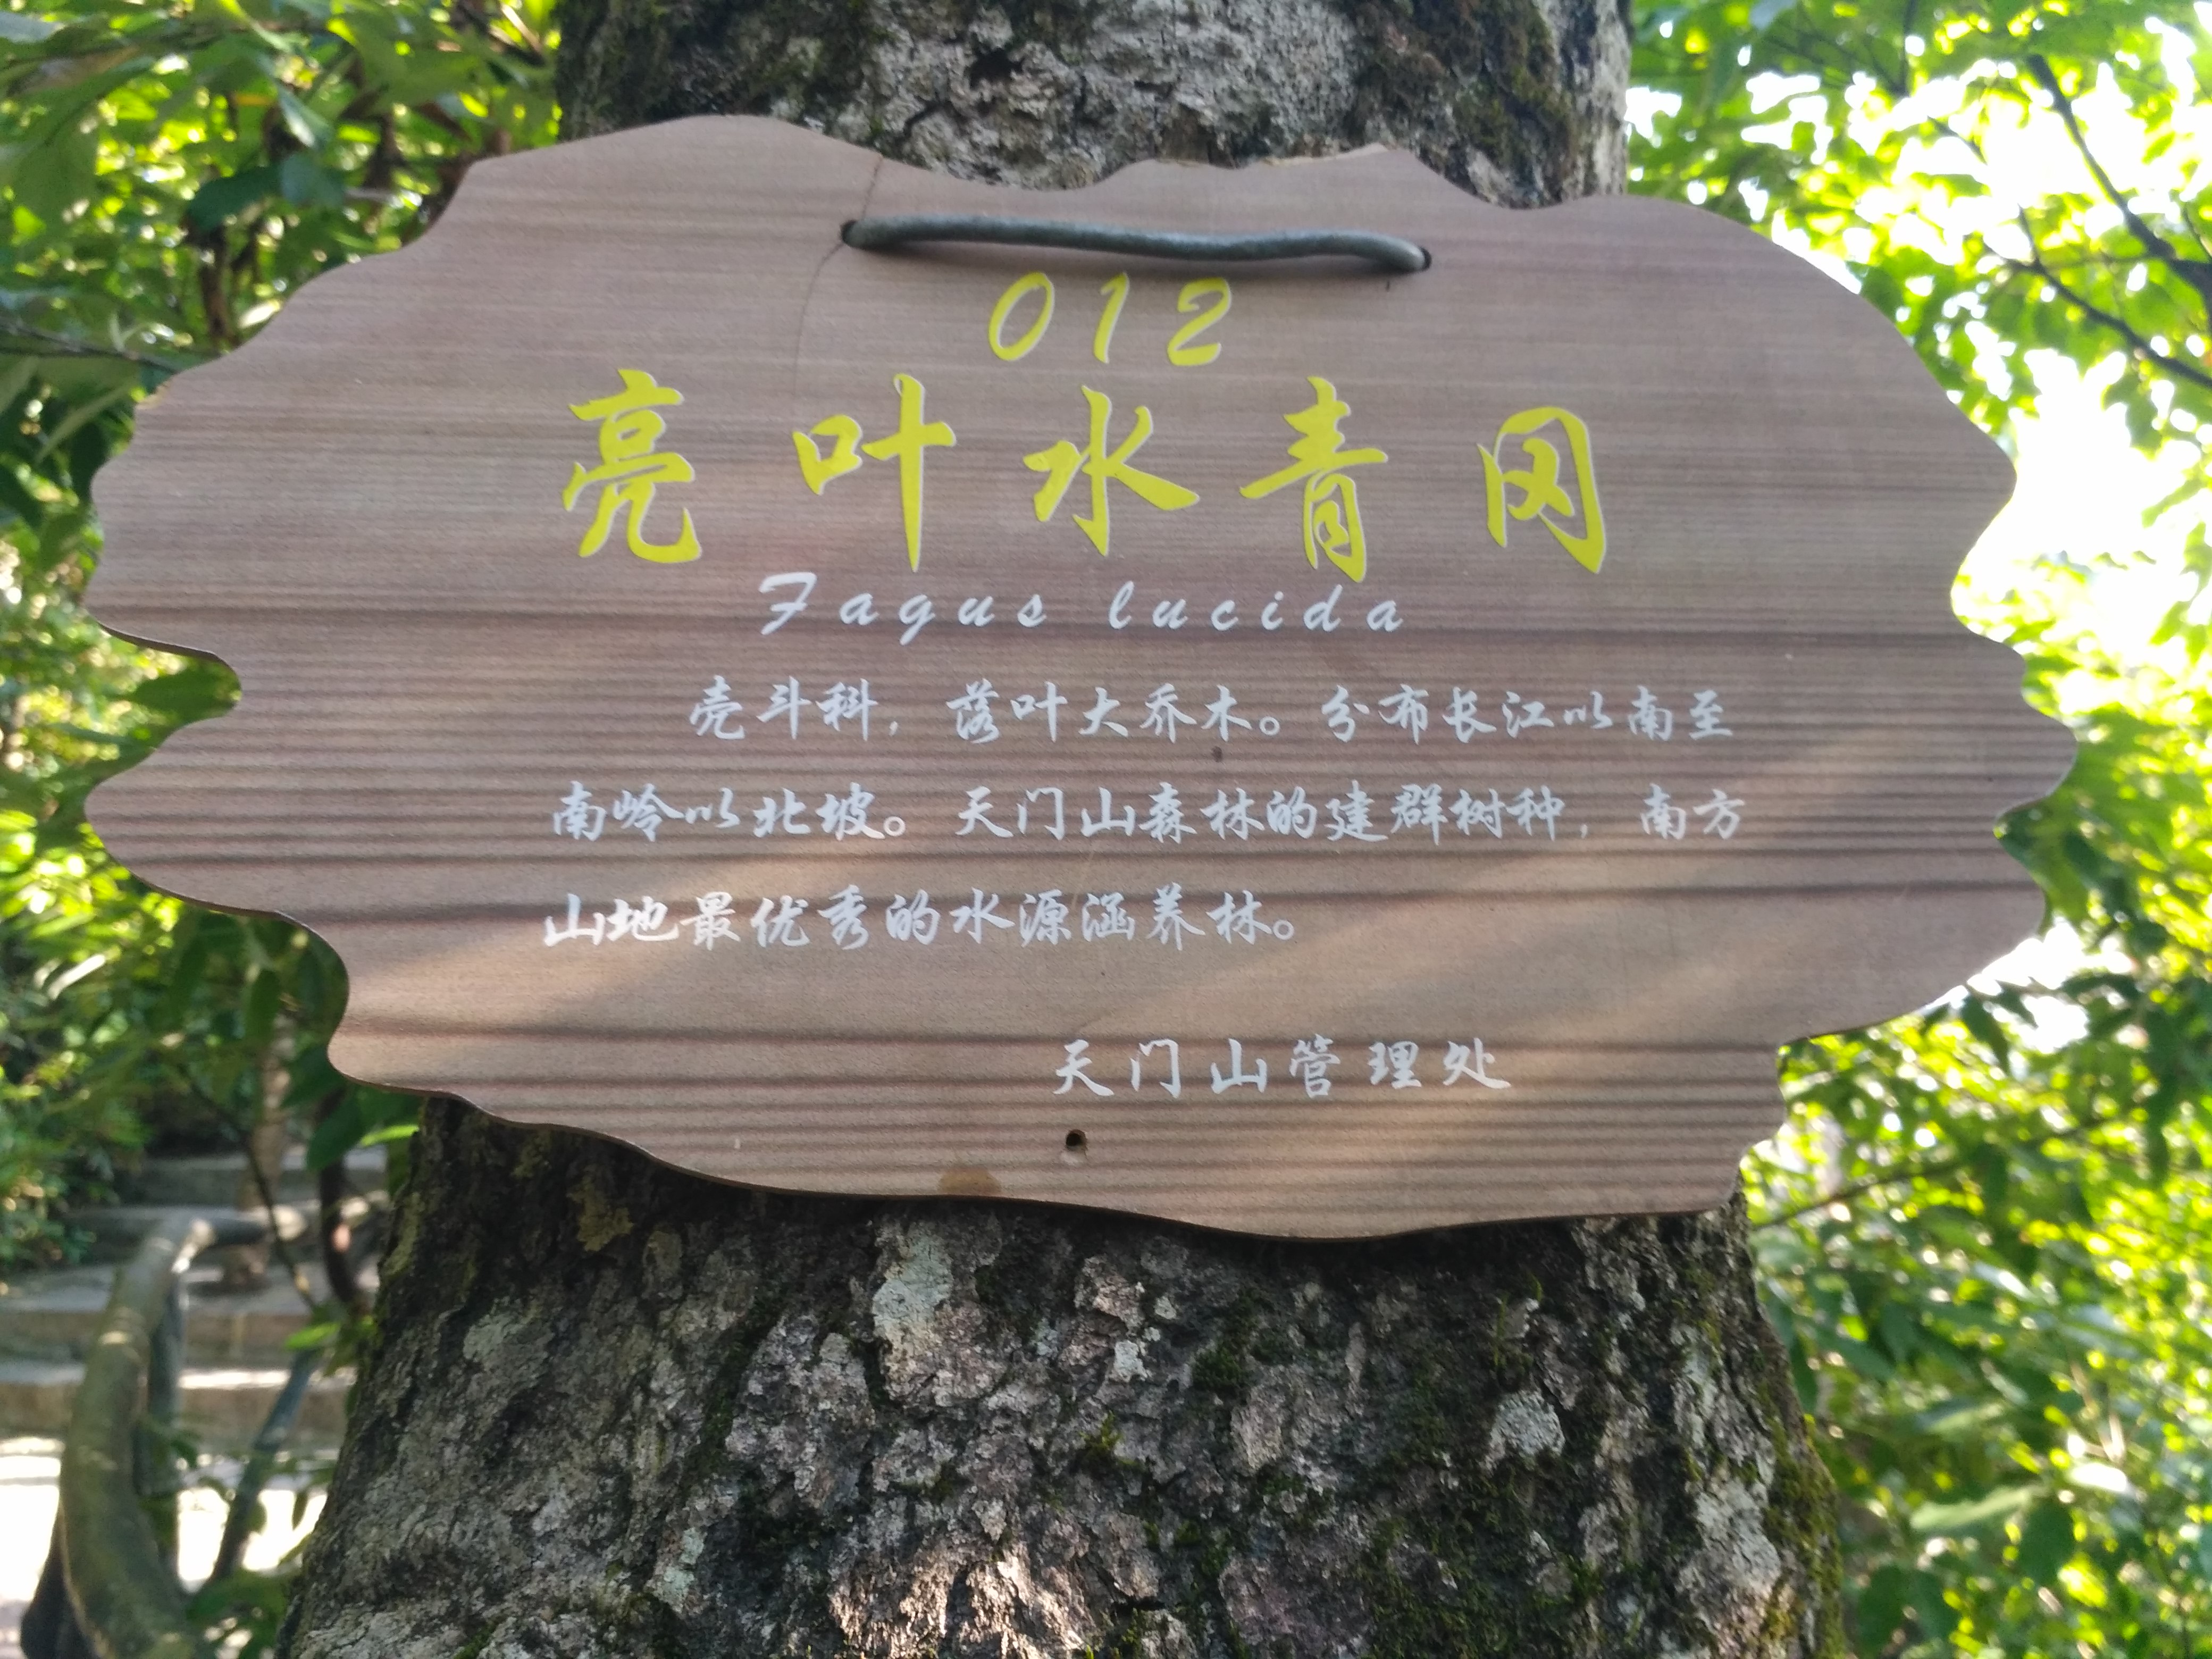 012
亮叶水青冈
Fagus lucida
壳斗科，落叶大乔木。分布长江以南至
南岭以北坡。天门山森林的建群树种，南方
山地最优秀的水源涵养林。
天门山管理处